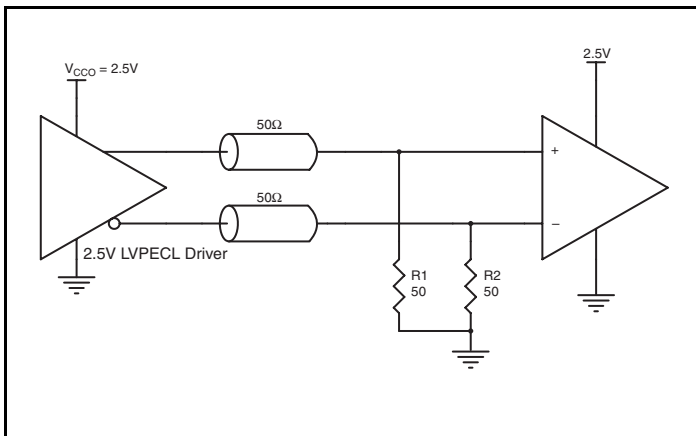 V_CCO = 2.5V
2.5V
50Ω
+
50Ω
−
2.5V LVPECL Driver
R1
50
R2
50